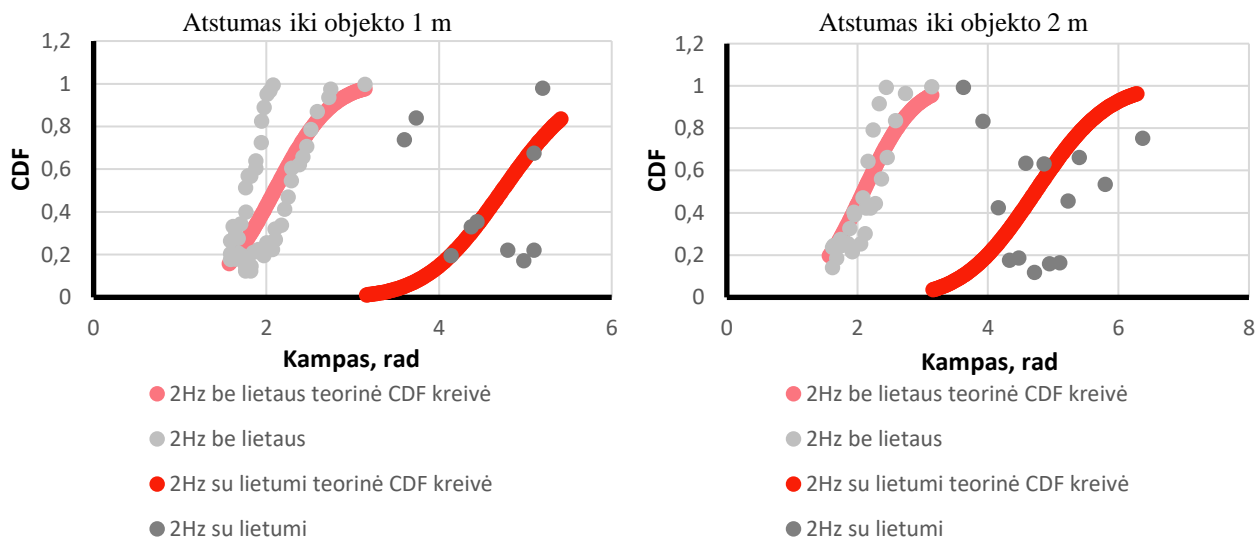 Atstumas iki objekto 1 m
1,2
1
0,8
0,6
0,4
0,2
0
CDF
0 2 4 6
Kampas, rad
2Hz be lietaus teorinė CDF kreivė
2Hz be lietaus
2Hz su lietumi teorinė CDF kreivė
2Hz su lietumi
Atstumas iki objekto 2 m
1,2
1
0,8
0,6
0,4
0,2
0
CDF
0 2 4 6 8
Kampas, rad
2Hz be lietaus teorinė CDF kreivė
2Hz be lietaus
2Hz su lietumi teorinė CDF kreivė
2Hz su lietumi